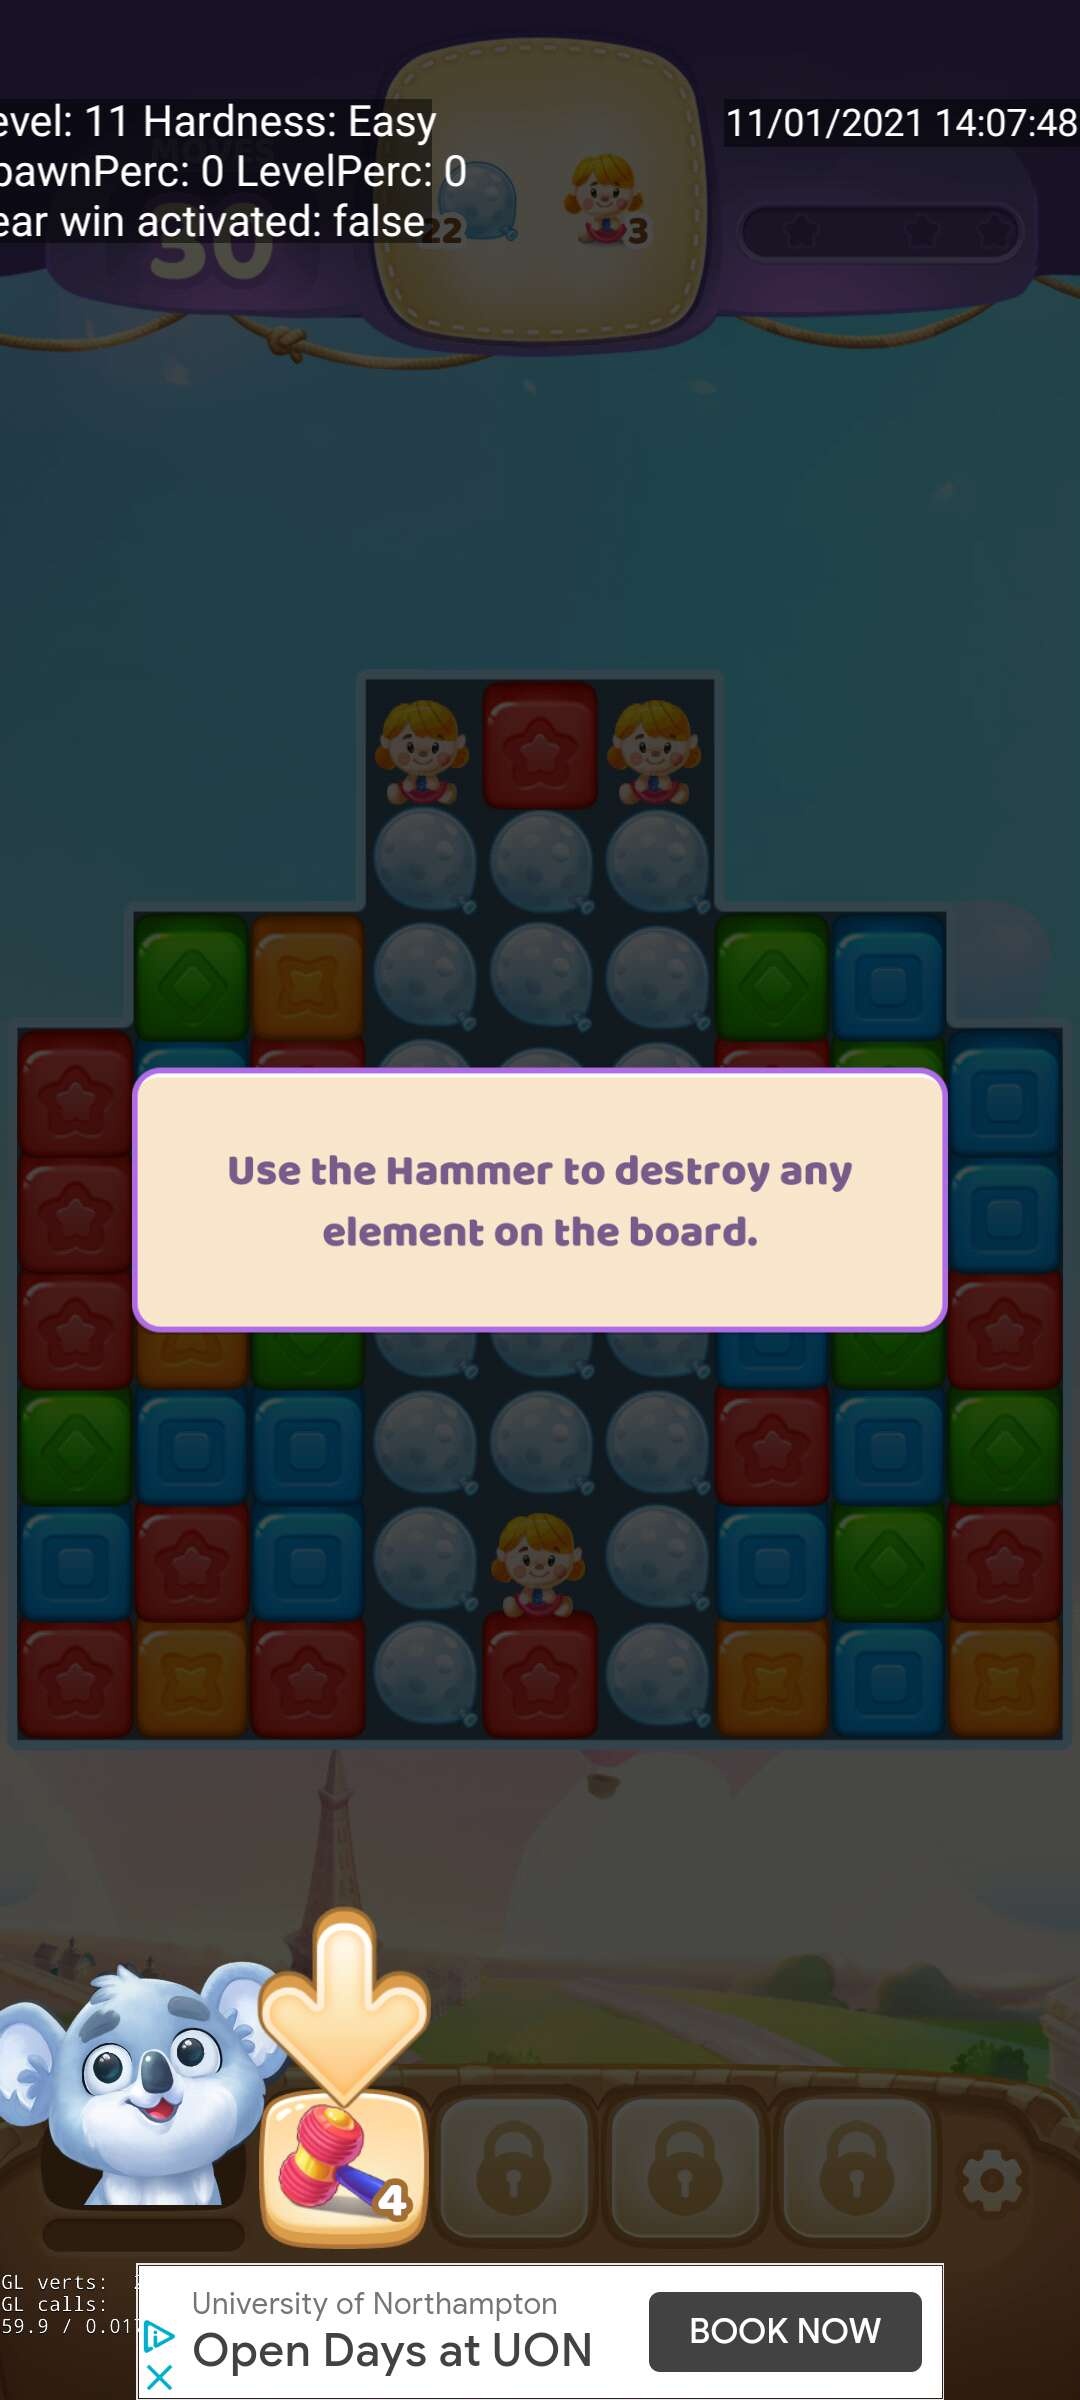 evel: 11 Hardness: Easy
11/01/2021 14:07:48
pawnPerc: 0 LevelPerc: 0
ear win activated: false
22
3
30
Use the Hammer to destroy any
element on the board.
4
GL verts:
GL calls:
59.9 / 0.01
University of Northampton
Open Days at UON
BOOK NOW